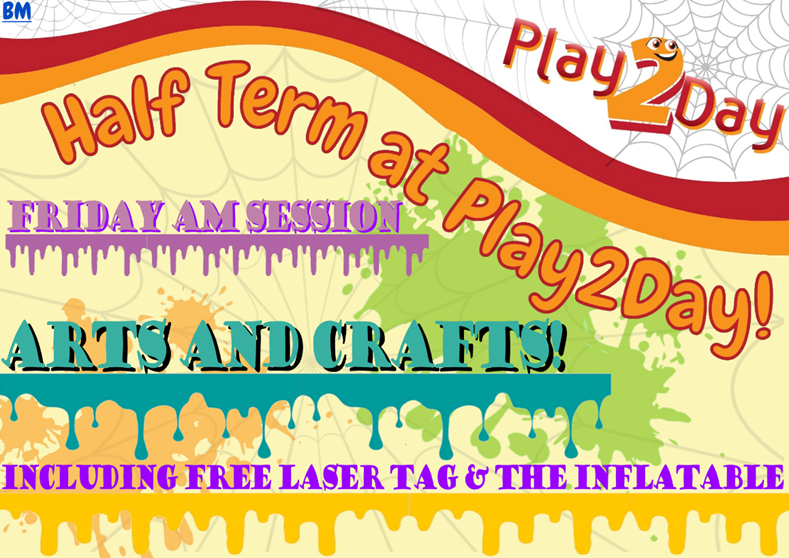 BM
Play2Day
Half Term at Play2Day!
FRIDAY AM SESSION
ARTS AND CRAFTS!
INCLUDING FREE LASER TAG & THE INFLATABLE